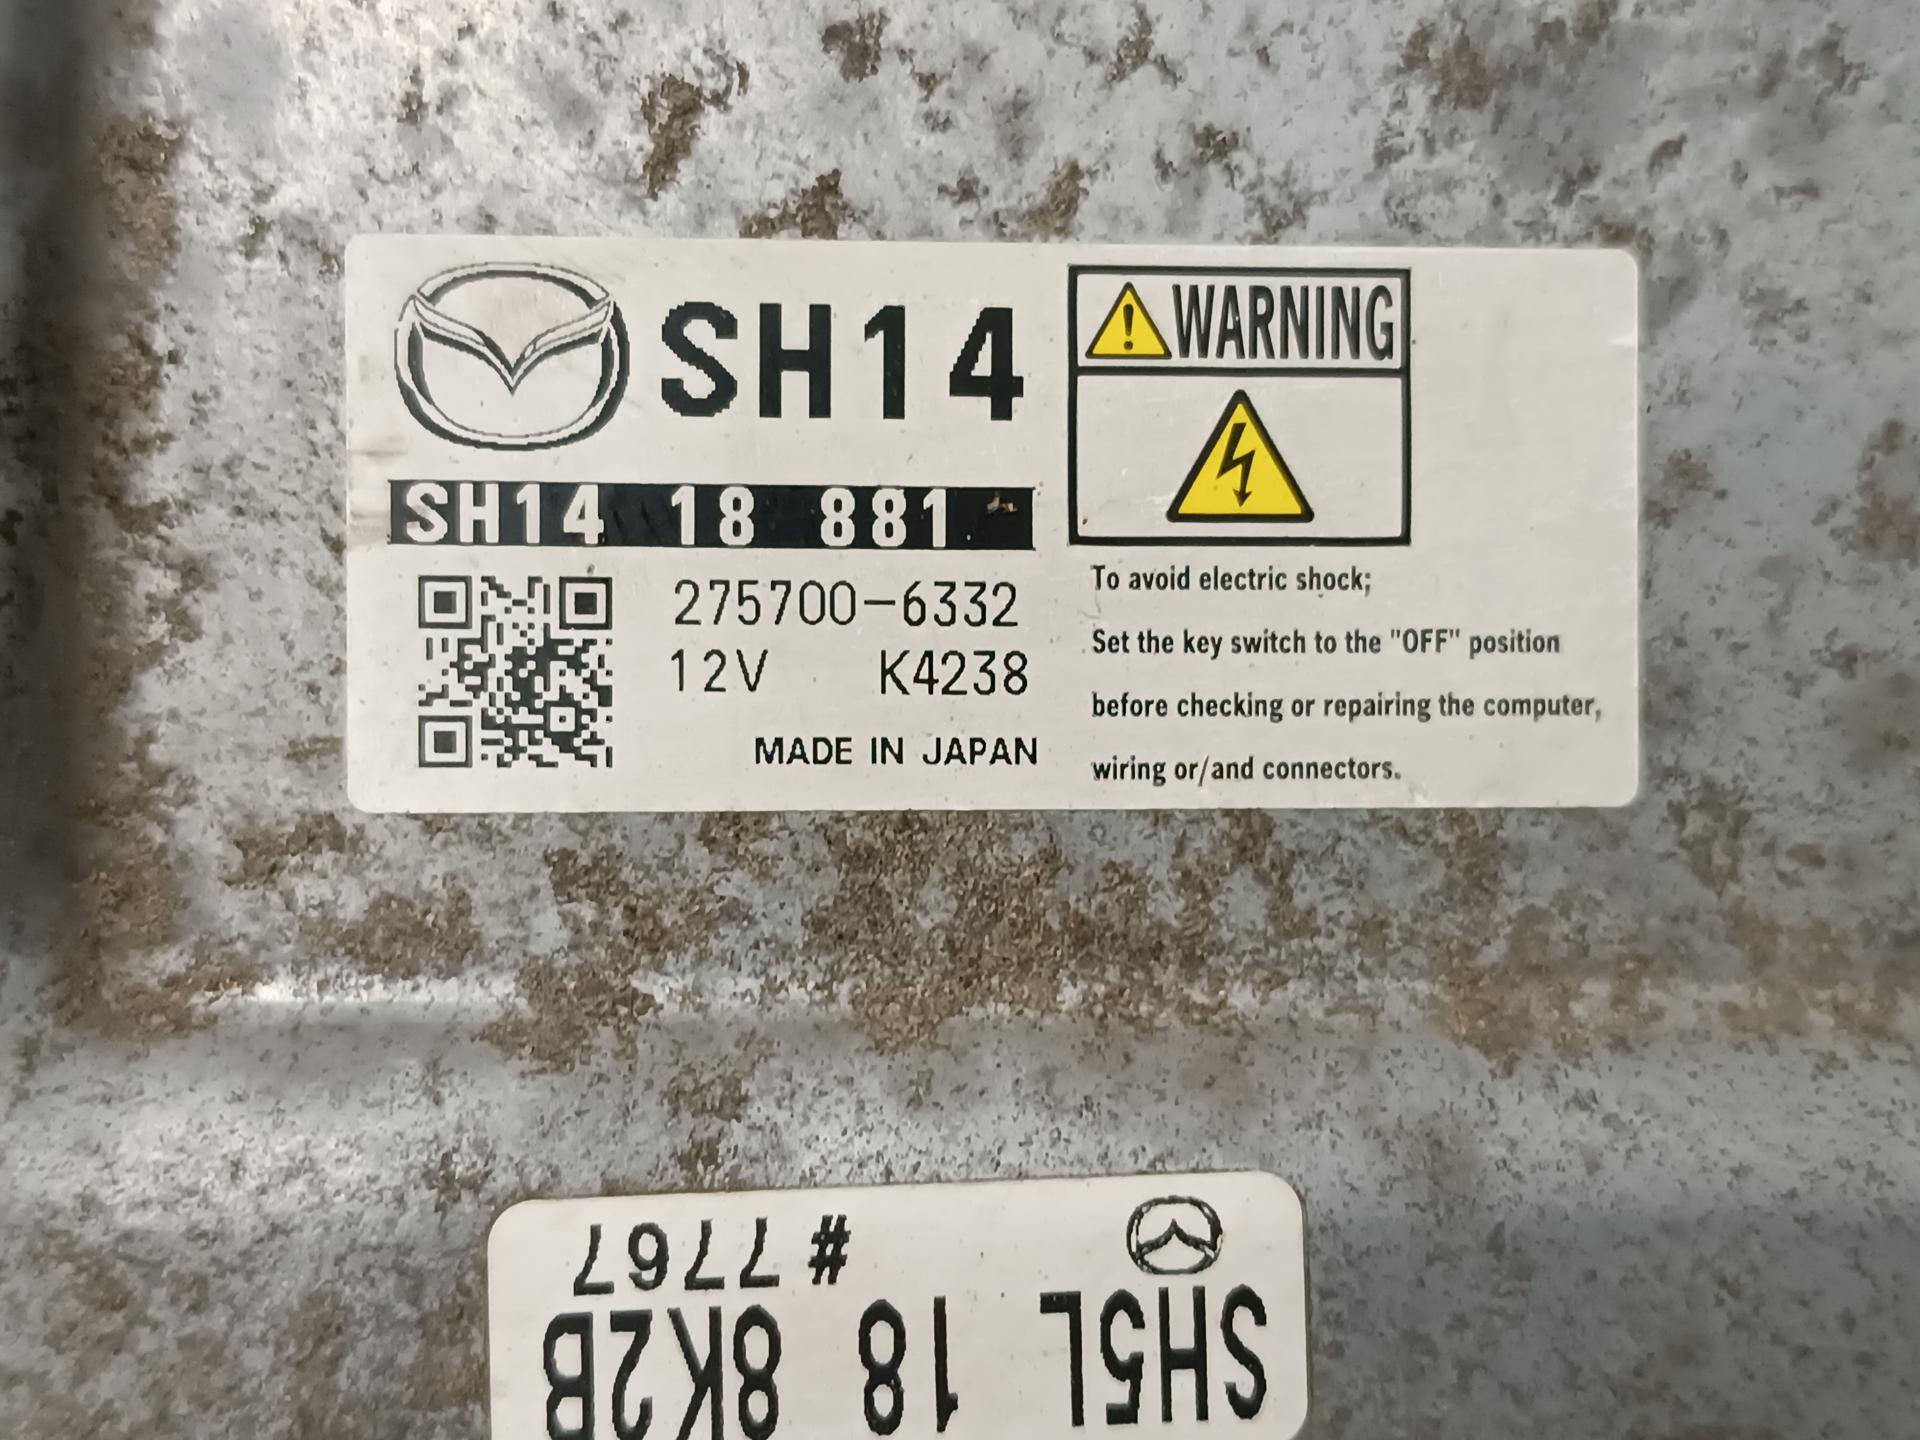 SH14
SH14 18 881
275700-6332
12V K4238
MADE IN JAPAN
WARNING
To avoid electric shock;
Set the key switch to the "OFF" position
before checking or repairing the computer,
wiring or/and connectors.
SH5L 18 8K2B
# 7767